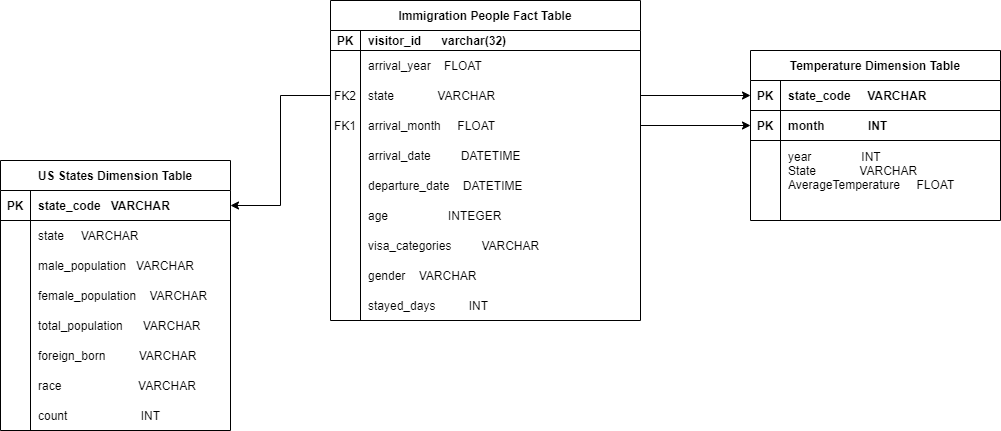 Immigration People Fact Table
PK visitor_id varchar(32)
arrival_year FLOAT
FK2 state VARCHAR
FK1 arrival_month FLOAT
arrival_date DATETIME
departure_date DATETIME
age INTEGER
visa_categories VARCHAR
gender VARCHAR
stayed_days INT
Temperature Dimension Table
PK state_code VARCHAR
PK month INT
year INT
State VARCHAR
AverageTemperature FLOAT
US States Dimension Table
PK state_code VARCHAR
state VARCHAR
male_population VARCHAR
female_population VARCHAR
total_population VARCHAR
foreign_born VARCHAR
race VARCHAR
count INT